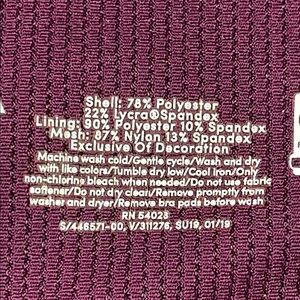 Shell: 78% Polyester
22% Lycra®Spandex
Lining: 90% Polyester 10% Spandex
Mesh: 87% Nylon 13% Spandex
Exclusive Of Decoration
Machine wash cold/Gentle cycle/Wash and dry
with like colors/Tumble dry low/Cool Iron/Only
non-chlorine bleach when needed/Do not use fabric
softener/Do not dry clean/Remove promptly from
washer and dryer/Remove bra pads before wash
RN 54023
S/446571-00, V/311276, SU19, 01/19